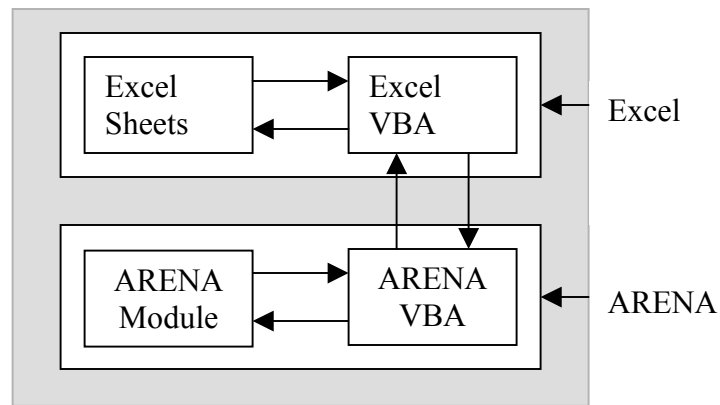 Excel
Sheets
Excel
VBA
Excel
ARENA
Module
ARENA
VBA
ARENA